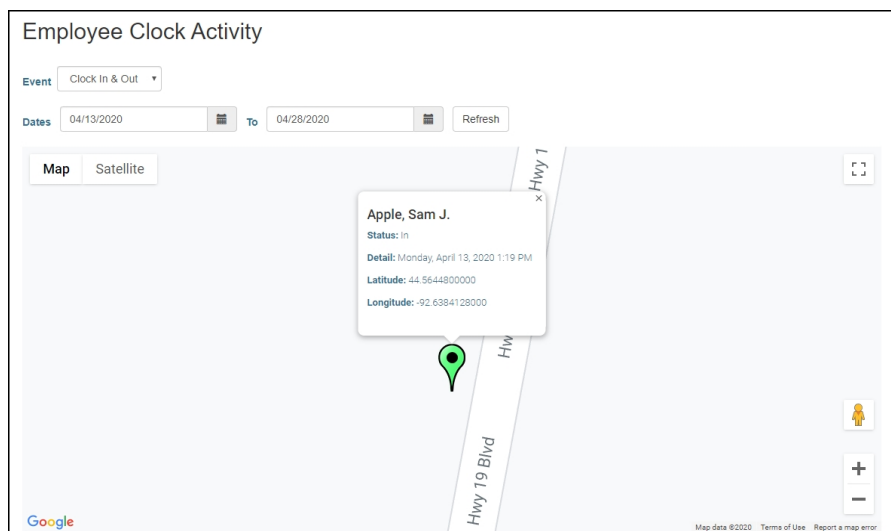 Employee Clock Activity
Event Clock In & Out
Dates 04/13/2020 To 04/28/2020 Refresh
Map Satellite
Hwy 1
×
Apple, Sam J.
Status: In
Detail: Monday, April 13, 2020 1:19 PM
Latitude: 44.5644800000
Longitude: -92.6384128000
Hw
Hwy 19 Blvd
+
−
Google
Map data ©2020 Terms of Use Report a map error